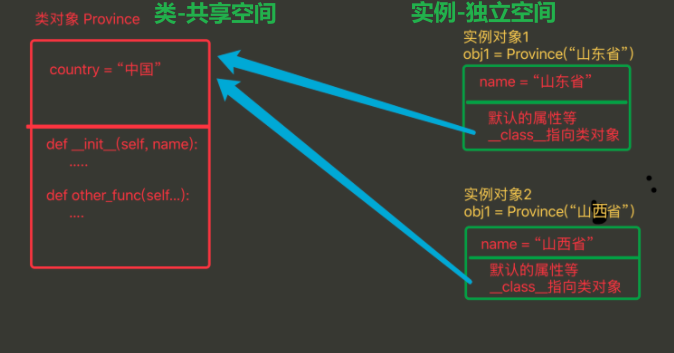 类-共享空间
实例-独立空间
类对象 Province
country = “中国”
def __init__(self, name):
.....
def other_func(self...):
....
实例对象1
obj1 = Province(“山东省”)
name = “山东省”
默认的属性等
__class__指向类对象
实例对象2
obj1 = Province(“山西省”)
name = “山西省”
默认的属性等
__class__指向类对象